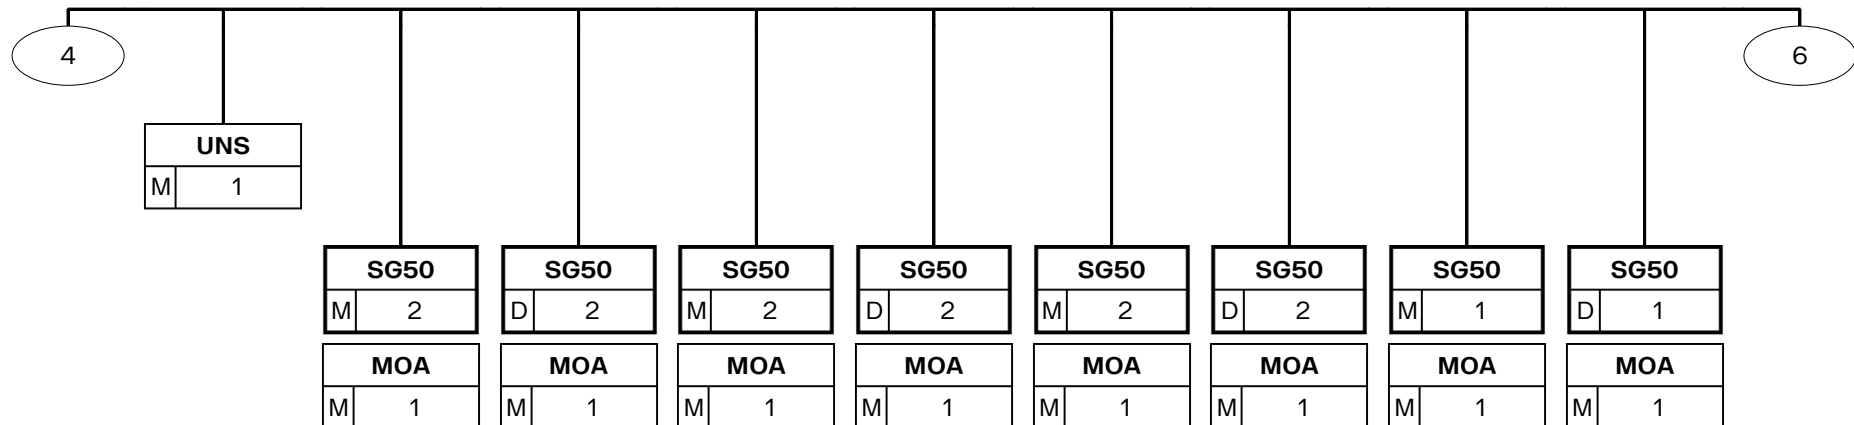 4 6
UNS
M 1
SG50 SG50 SG50 SG50 SG50 SG50 SG50 SG50
M 2 D 2 M 2 D 2 M 2 D 2 M 1 D 1
MOA MOA MOA MOA MOA MOA MOA MOA
M 1 M 1 M 1 M 1 M 1 M 1 M 1 M 1